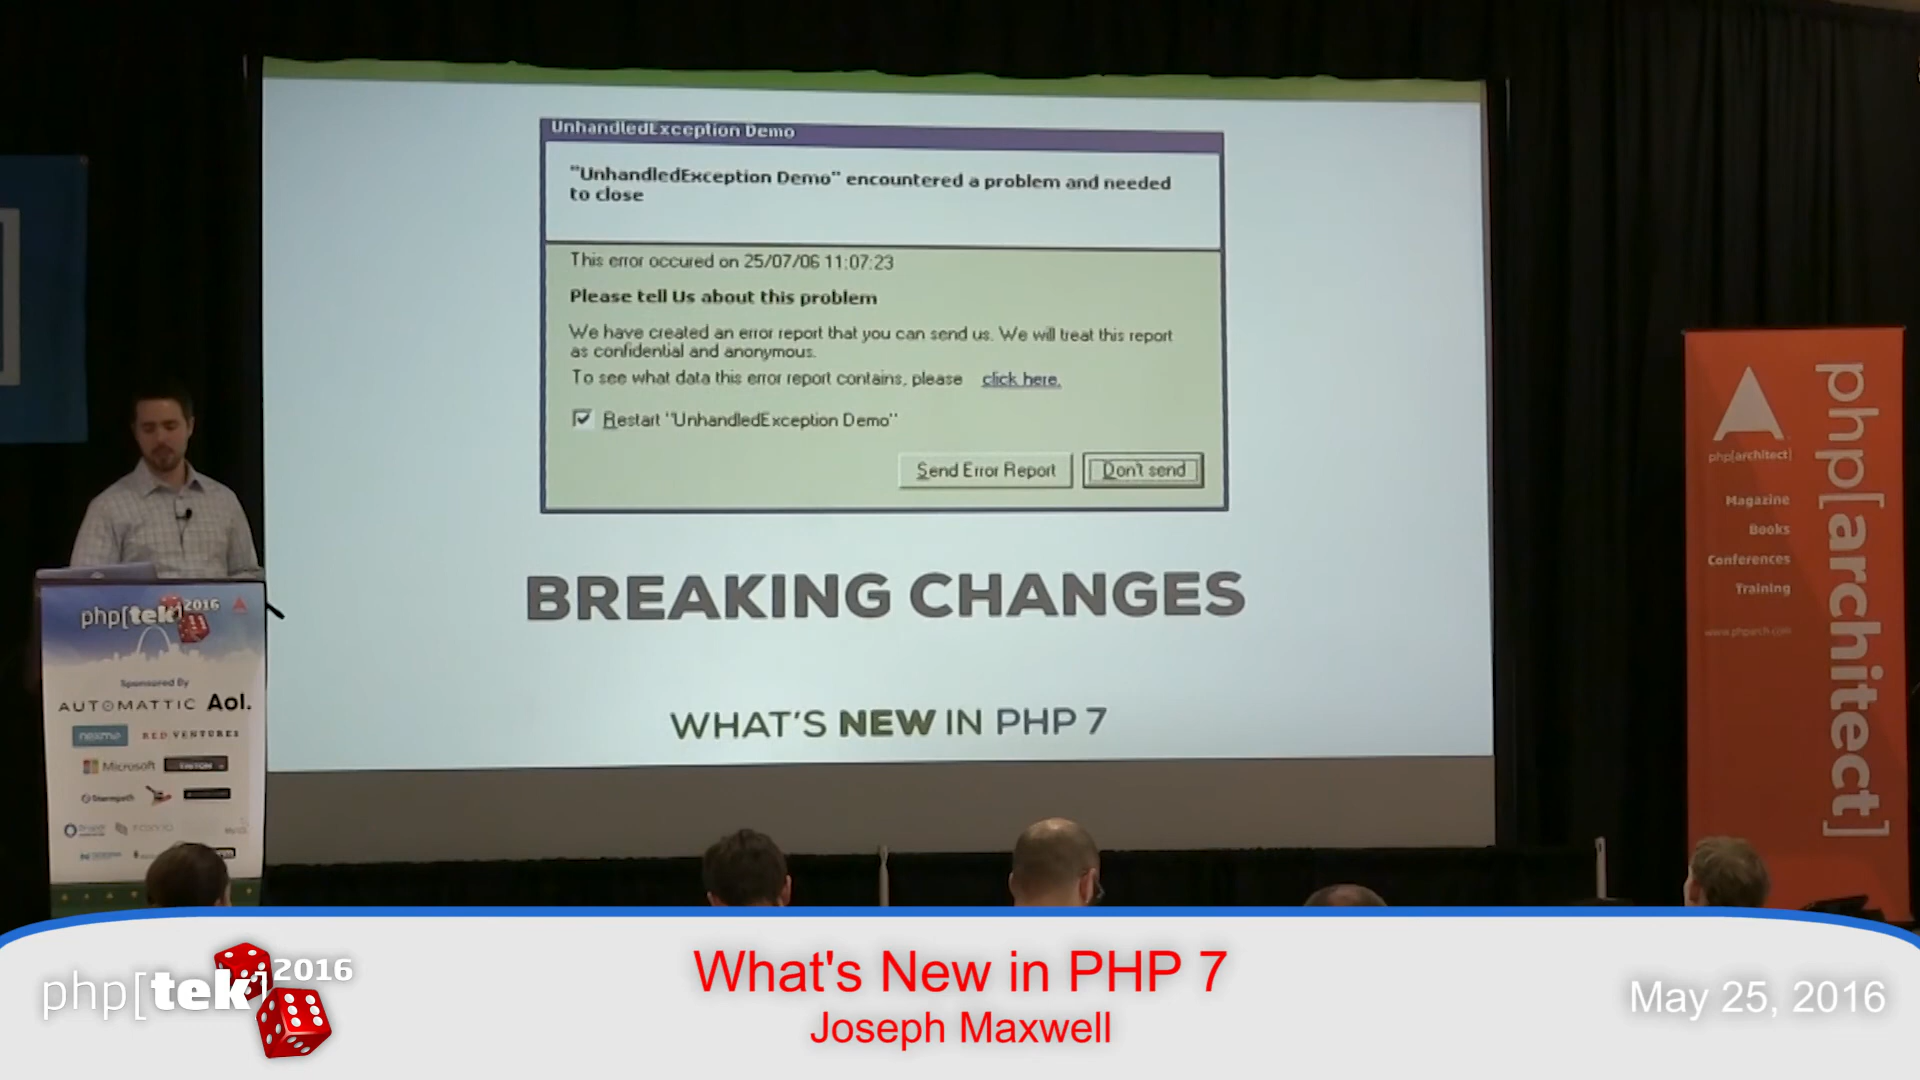 UnhandledException Demo
"UnhandledException Demo" encountered a problem and needed
to close
This error occured on 25/07/06 11:07:23
Please tell Us about this problem
We have created an error report that you can send us. We will treat this report
as confidential and anonymous.
To see what data this error report contains, please click here.
Restart "UnhandledException Demo"
Send Error Report
Don't send
BREAKING CHANGES
WHAT'S NEW IN PHP 7
php[tek] 2016
Sponsored By
AUTOMATTIC Aol.
nexmo RED VENTURES
Microsoft
php[architect]
Magazine
Books
Conferences
Training
www.phparch.com
php[architect]
php[tek] 2016
What's New in PHP 7
Joseph Maxwell
May 25, 2016